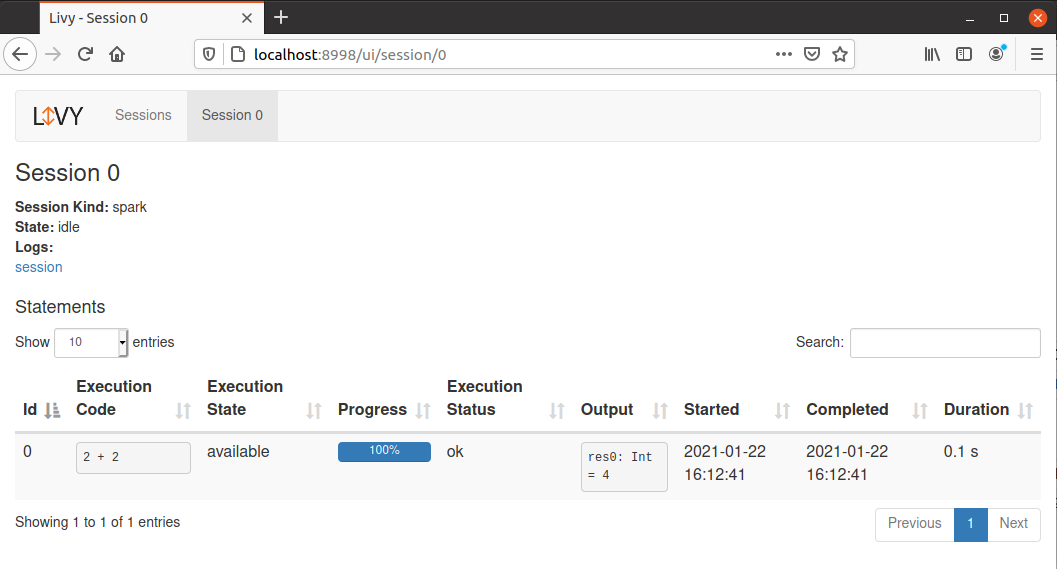 Livy - Session 0
localhost:8998/ui/session/0
LIVY Sessions Session 0
Session 0
Session Kind: spark
State: idle
Logs:
session
Statements
Show 10 entries Search:
Id Execution Code Execution State Progress Execution Status Output Started Completed Duration
0 2 + 2 available 100% ok res0: Int = 4 2021-01-22 16:12:41 2021-01-22 16:12:41 0.1 s
Showing 1 to 1 of 1 entries Previous 1 Next